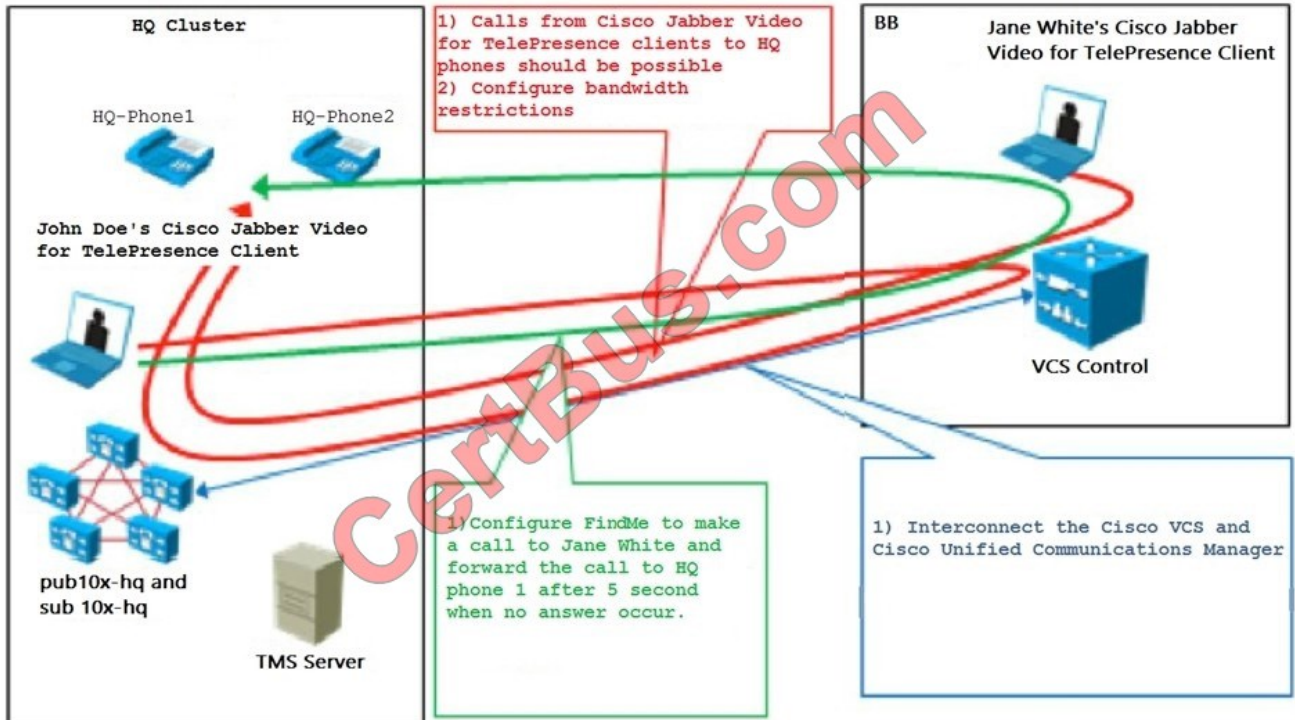 HQ Cluster
HQ-Phone1
HQ-Phone2
John Doe's Cisco Jabber Video
for TelePresence Client
pub10x-hq and
sub 10x-hq
TMS Server
1) Calls from Cisco Jabber Video
for TelePresence clients to HQ
phones should be possible
2) Configure bandwidth
restrictions
BB
Jane White's Cisco Jabber
Video for TelePresence Client
VCS Control
1)Configure FindMe to make
a call to Jane White and
forward the call to HQ
phone 1 after 5 second
when no answer occur.
1) Interconnect the Cisco VCS and
Cisco Unified Communications Manager
CertBus.com